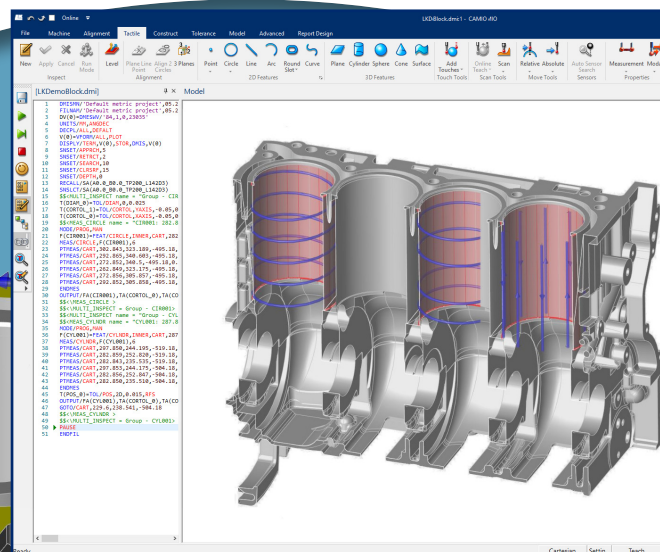 Online
LKDiBlock.dmi:1 - CAMIO
File Machine Alignment Tactile Construct Tolerance Model Advanced Report Design
New Apply Cancel Run Mode Level Plane Line Point Align 2 Circles 3 Planes Point Circle Line Arc Round Slot Curve Plane Cylinder Sphere Cone Surface Add Touches Online Teach Scan Relative Absolute Auto Sensor Search Measurement
Inspect Alignment 2D Features 3D Features Touch Tools Scan Tools Move Tools Sensors Properties
[LKDemoBlock.dmi] Model
1 DMISMN/'Default metric project',05.2
2 FILNAM/'Default metric project',05.2
3 DV(0)=DMESWV/'84,1,0,23035'
4 UNITS/MM,ANGDEC
5 DECPL/ALL,DEFALT
6 V(0)=VFORM/ALL,PLOT
7 DISPLY/TERM,V(0),STOR,DMIS,V(0)
8 SNSET/APPRCH,5
9 SNSET/RETRCT,2
10 SNSET/SEARCH,10
11 SNSET/CLRSRF,15
12 SNSET/DEPTH,0
13 RECALL/SA(A0.0_B0.0_TP200_L142D3)
14 SNSLCT/SA(A0.0_B0.0_TP200_L142D3)
15 $$<MULTI_INSPECT name = "Group - CIR
16 T(DIAM_0)=TOL/DIAM,0,0.025
17 T(CORTOL_1)=TOL/CORTOL,XAXIS,-0.05,0
18 T(CORTOL_0)=TOL/CORTOL,YAXIS,-0.05,0
19 $$<MEAS_CIRCLE name = "CIR001: 282.8
20 MODE/PROG,MAN
21 F(CIR001)=FEAT/CIRCLE,INNER,CART,282
22 MEAS/CIRCLE,F(CIR001),6
23 PTMEAS/CART,302.843,323.189,-495.18,
24 PTMEAS/CART,292.865,340.603,-495.18,
25 PTMEAS/CART,272.852,340.5,-495.18,0.
26 PTMEAS/CART,262.849,323.175,-495.18,
27 PTMEAS/CART,272.856,305.857,-495.18,
28 PTMEAS/CART,292.852,305.858,-495.18,
29 ENDMES
30 OUTPUT/FA(CIR001),TA(CORTOL_0),TA(CO
31 $$<\MEAS_CIRCLE >
32 $$<\MULTI_INSPECT = Group - CIR001>
33 $$<MULTI_INSPECT name = "Group - CYL
34 $$<MEAS_CYLNDR name = "CYL001: 287.8
35 MODE/PROG,MAN
36 F(CYL001)=FEAT/CYLNDR,INNER,CART,287
37 MEAS/CYLNDR,F(CYL001),6
38 PTMEAS/CART,297.850,244.195,-519.18,
39 PTMEAS/CART,282.859,252.820,-519.18,
40 PTMEAS/CART,282.843,235.535,-519.18,
41 PTMEAS/CART,297.853,244.175,-504.18,
42 PTMEAS/CART,282.856,252.847,-504.18,
43 PTMEAS/CART,282.850,235.510,-504.18,
44 ENDMES
45 T(POS_0)=TOL/POS,2D,0.015,RFS
46 OUTPUT/FA(CYL001),TA(CORTOL_0),TA(CO
47 GOTO/CART,229.6,238.541,-504.18
48 $$<\MEAS_CYLNDR >
49 $$<\MULTI_INSPECT = Group - CYL001>
50 PAUSE
51 ENDFIL
Ready Cartesian Settin Teach